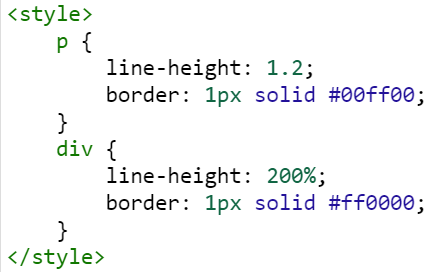 <style>
    p {
        line-height: 1.2;
        border: 1px solid #00ff00;
    }
    div {
        line-height: 200%;
        border: 1px solid #ff0000;
    }
</style>